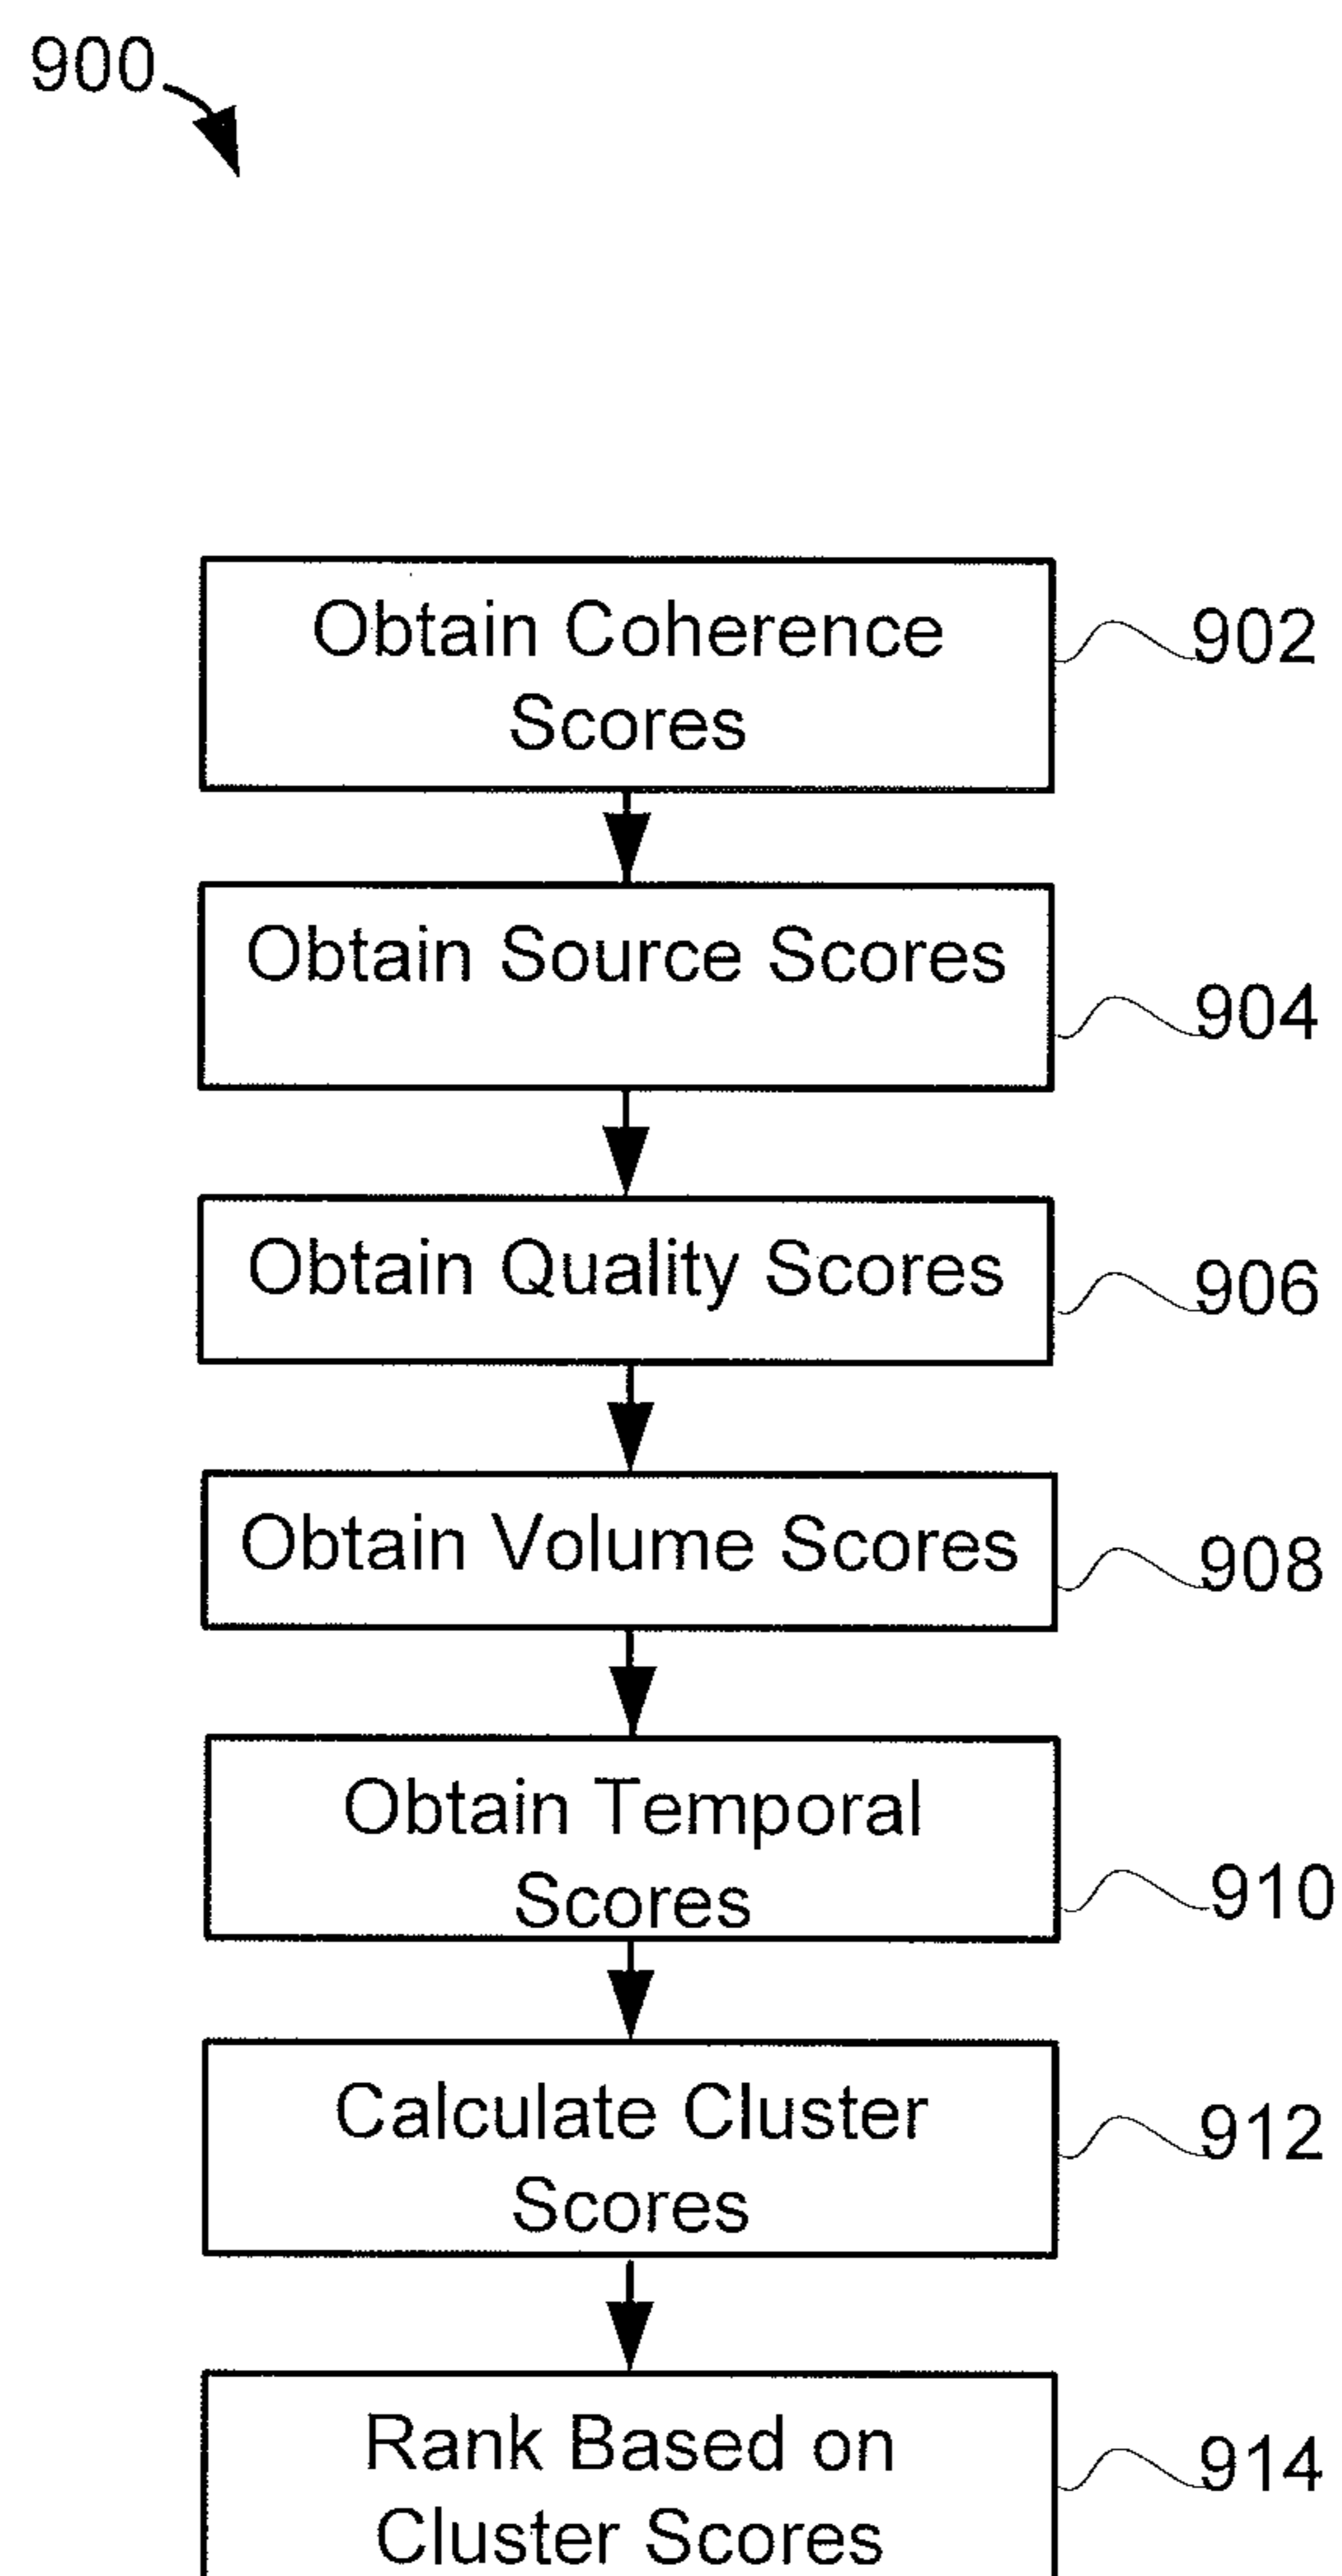 900
Obtain Coherence
Scores
902
Obtain Source Scores
904
Obtain Quality Scores
906
Obtain Volume Scores
908
Obtain Temporal
Scores
910
Calculate Cluster
Scores
912
Rank Based on
Cluster Scores
914